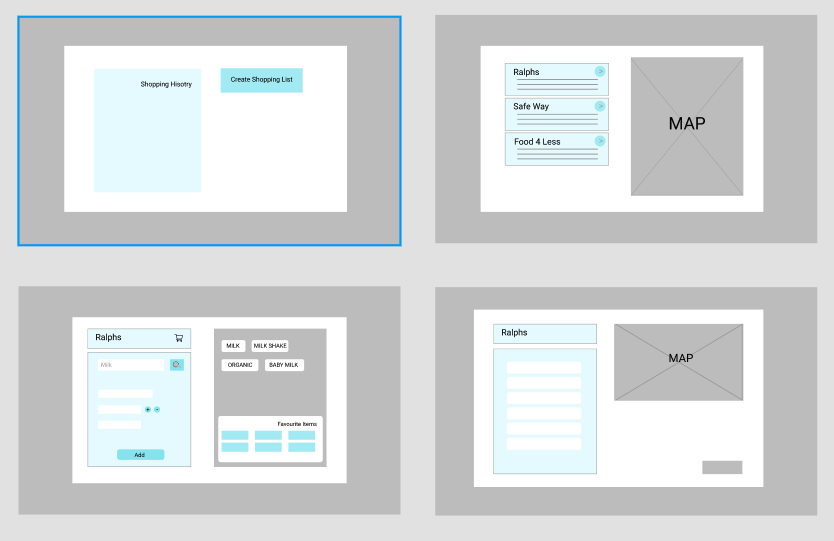 Shopping Hisotry
Create Shopping List
Ralphs
Safe Way
Food 4 Less
MAP
Ralphs
Milk
+ -
Add
MILK
MILK SHAKE
ORGANIC
BABY MILK
Favourite Items
Ralphs
MAP